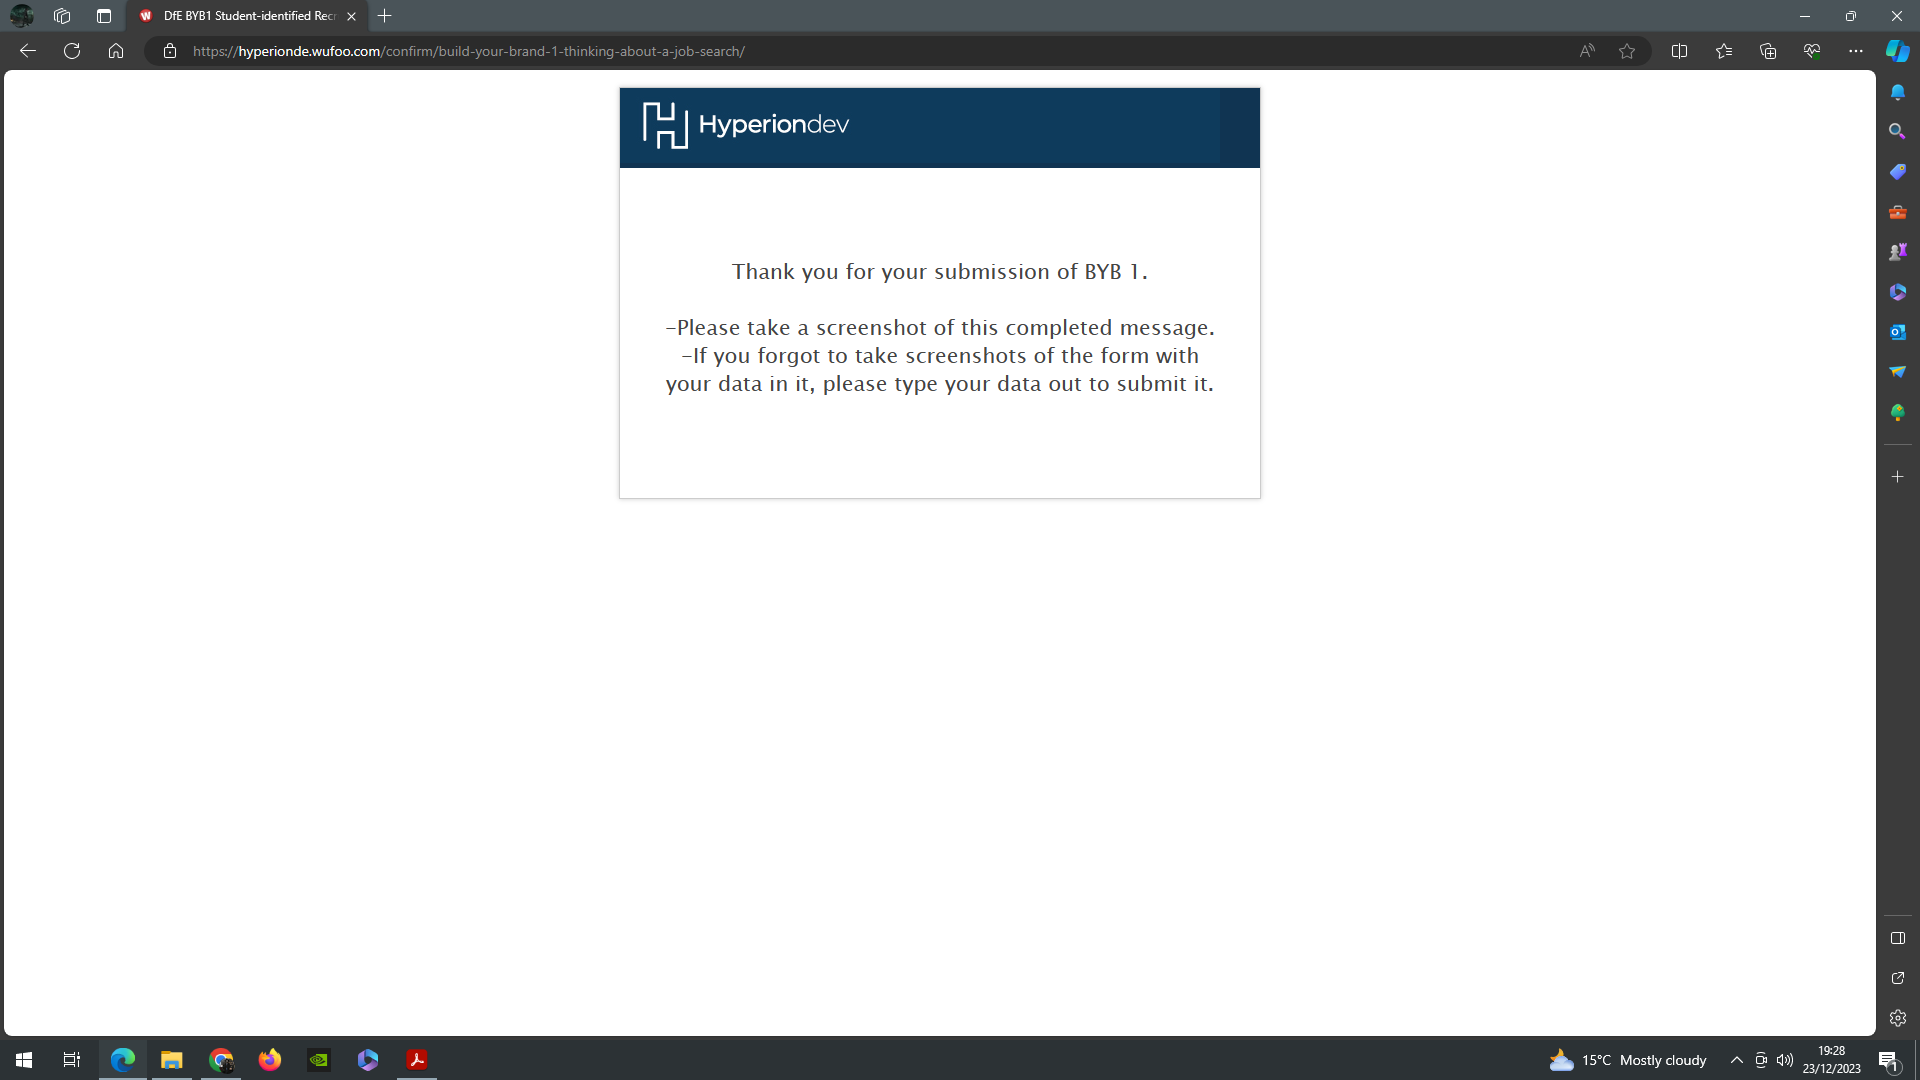 DfE BYB1 Student-identified Rec
https://hyperionde.wufoo.com/confirm/build-your-brand-1-thinking-about-a-job-search/
Hyperiondev
Thank you for your submission of BYB 1.
-Please take a screenshot of this completed message.
-If you forgot to take screenshots of the form with
your data in it, please type your data out to submit it.
15°C Mostly cloudy
19:28
23/12/2023
1